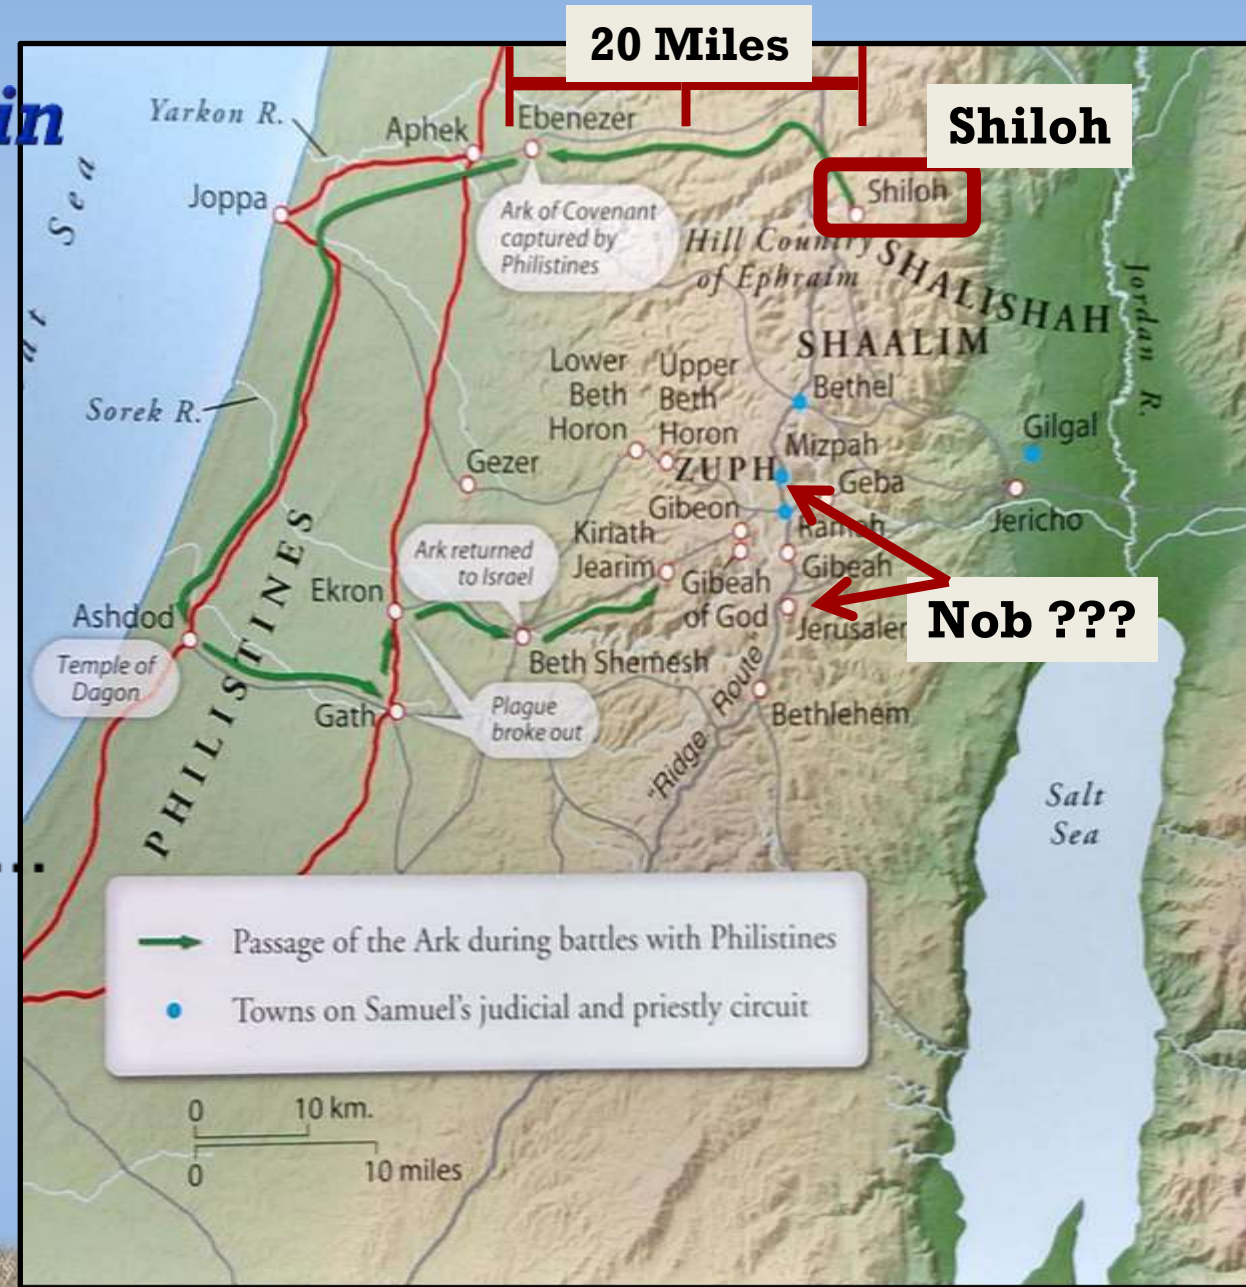 20 Miles
in
Shiloh
Yarkon R.
Aphek
Ebenezer
Joppa
Shiloh
Sea
Ark of Covenant
captured by
Philistines
Hill Country
of Ephraim
SHALISHAH
Jordan R.
SHAALIM
Lower
Beth
Horon
Upper
Beth
Horon
Bethel
Sorek R.
Gilgal
Mizpah
Gezer
ZUPH
Geba
Gibeon
Ramah
Jericho
Kiriath
Jearim
Ark returned
to Israel
Gibeah
Gibeah
of God
Ekron
PHILISTINES
Ashdod
Nob ???
Jerusalem
Temple of
Dagon
Beth Shemesh
Gath
Plague
broke out
"Ridge Route"
Bethlehem
Salt
Sea
...
Passage of the Ark during battles with Philistines
Towns on Samuel's judicial and priestly circuit
0 10 km.
0 10 miles